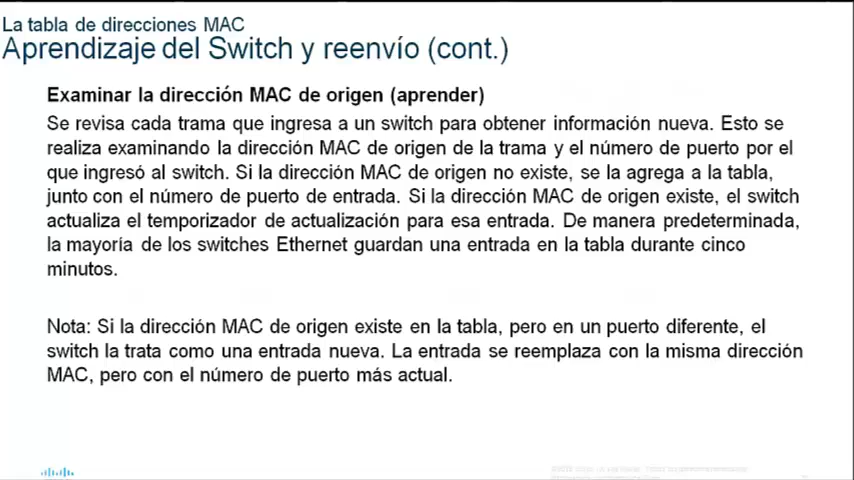 La tabla de direcciones MAC
Aprendizaje del Switch y reenvío (cont.)
Examinar la dirección MAC de origen (aprender)
Se revisa cada trama que ingresa a un switch para obtener información nueva. Esto se
realiza examinando la dirección MAC de origen de la trama y el número de puerto por el
que ingresó al switch. Si la dirección MAC de origen no existe, se la agrega a la tabla,
junto con el número de puerto de entrada. Si la dirección MAC de origen existe, el switch
actualiza el temporizador de actualización para esa entrada. De manera predeterminada,
la mayoría de los switches Ethernet guardan una entrada en la tabla durante cinco
minutos.
Nota: Si la dirección MAC de origen existe en la tabla, pero en un puerto diferente, el
switch la trata como una entrada nueva. La entrada se reemplaza con la misma dirección
MAC, pero con el número de puerto más actual.